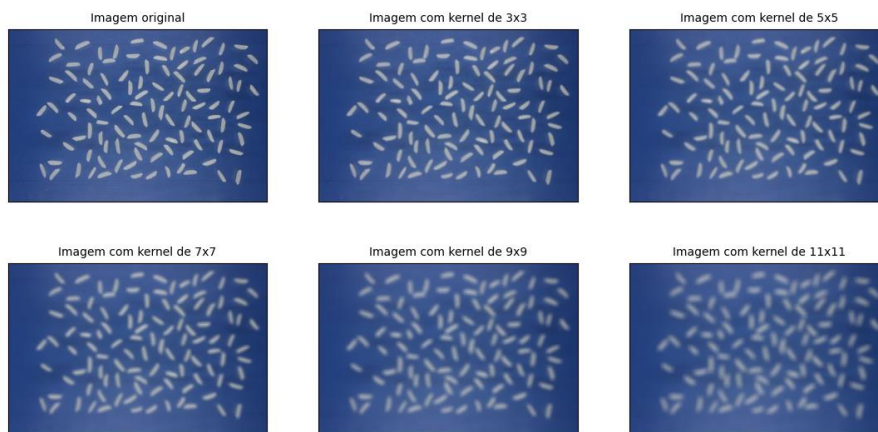 Imagem original
Imagem com kernel de 3x3
Imagem com kernel de 5x5
Imagem com kernel de 7x7
Imagem com kernel de 9x9
Imagem com kernel de 11x11